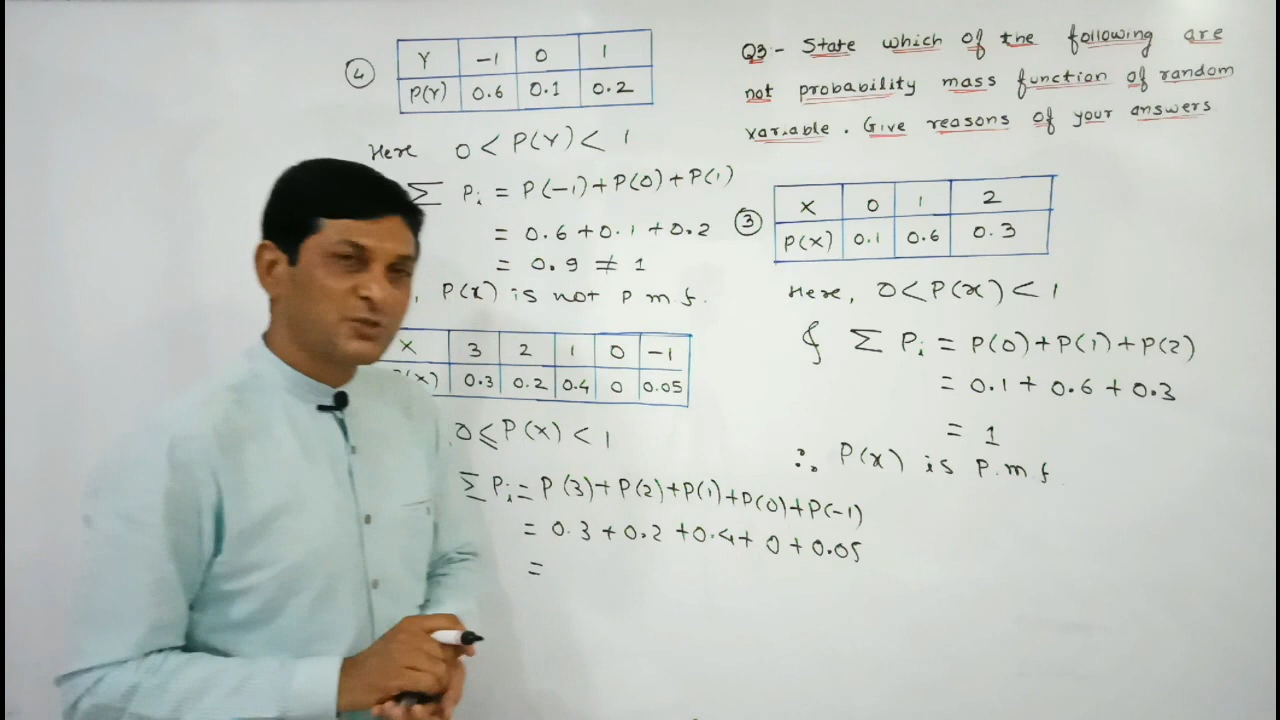 Q3:- State which of the following are
not probability mass function of random
variable. Give reasons of your answers
③
X 0 1 2
P(X) 0.1 0.6 0.3
Here, 0 < P(x) < 1
& Σ Pi = P(0)+P(1)+P(2)
= 0.1 + 0.6 + 0.3
= 1
∴ P(x) is P.m.f.
④
Y -1 0 1
P(Y) 0.6 0.1 0.2
Here 0 < P(Y) < 1
Σ Pi = P(-1)+P(0)+P(1)
= 0.6 + 0.1 + 0.2
= 0.9 ≠ 1
, P(x) is not P.m.f.
X 3 2 1 0 -1
(x) 0.3 0.2 0.4 0 0.05
0 ≤ P(x) < 1
Σ Pi = P(3)+P(2)+P(1)+P(0)+P(-1)
= 0.3 + 0.2 + 0.4 + 0 + 0.05
=